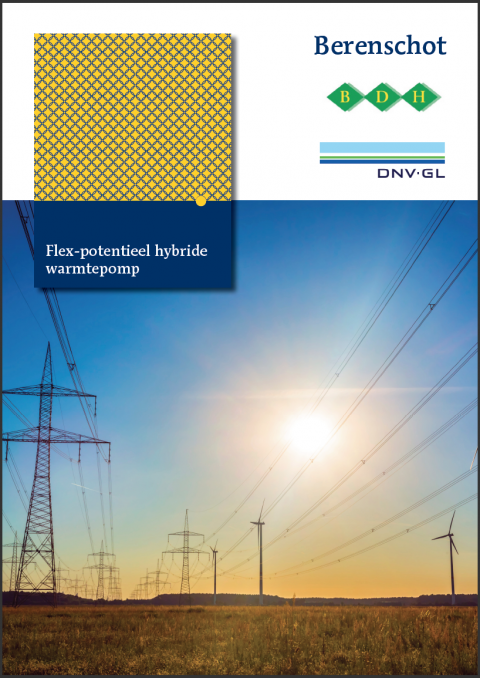 Berenschot
B D H
DNV·GL
Flex-potentieel hybride
warmtepomp